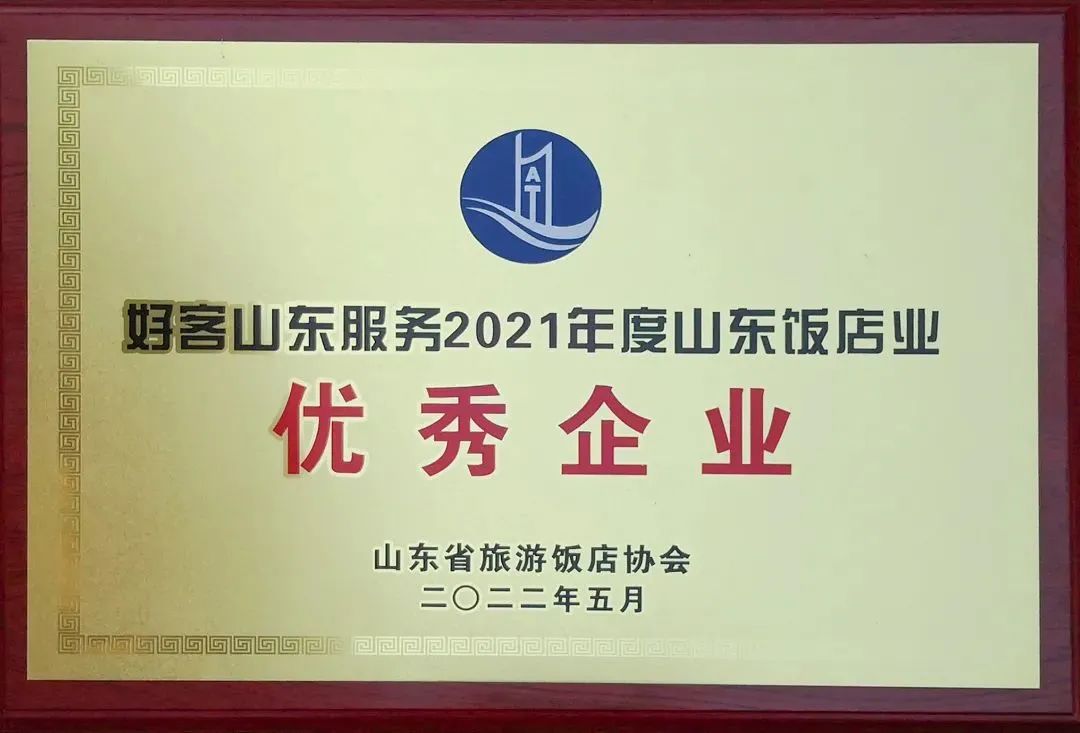 AT
好客山东服务2021年度山东饭店业
优秀企业
山东省旅游饭店协会
二〇二二年五月